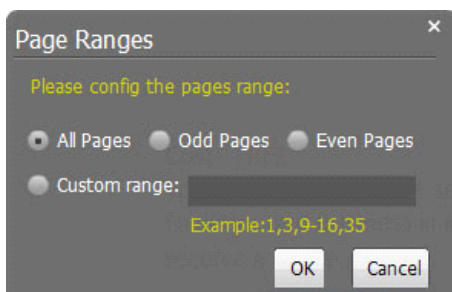 Page Ranges
Please config the pages range:
All Pages Odd Pages Even Pages
Custom range:
Example:1,3,9-16,35
OK Cancel